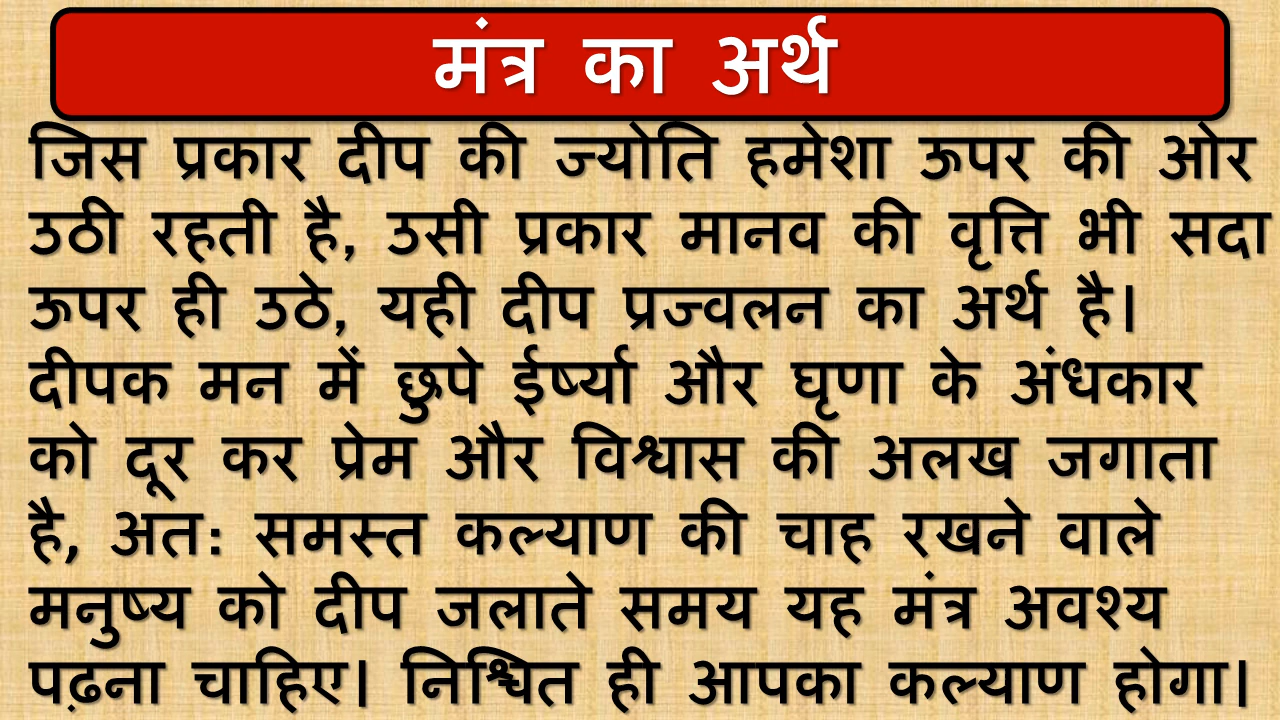 मंत्र का अर्थ
जिस प्रकार दीप की ज्योति हमेशा ऊपर की ओर
उठी रहती है, उसी प्रकार मानव की वृत्ति भी सदा
ऊपर ही उठे, यही दीप प्रज्वलन का अर्थ है।
दीपक मन में छुपे ईर्ष्या और घृणा के अंधकार
को दूर कर प्रेम और विश्वास की अलख जगाता
है, अत: समस्त कल्याण की चाह रखने वाले
मनुष्य को दीप जलाते समय यह मंत्र अवश्य
पढ़ना चाहिए। निश्चित ही आपका कल्याण होगा।